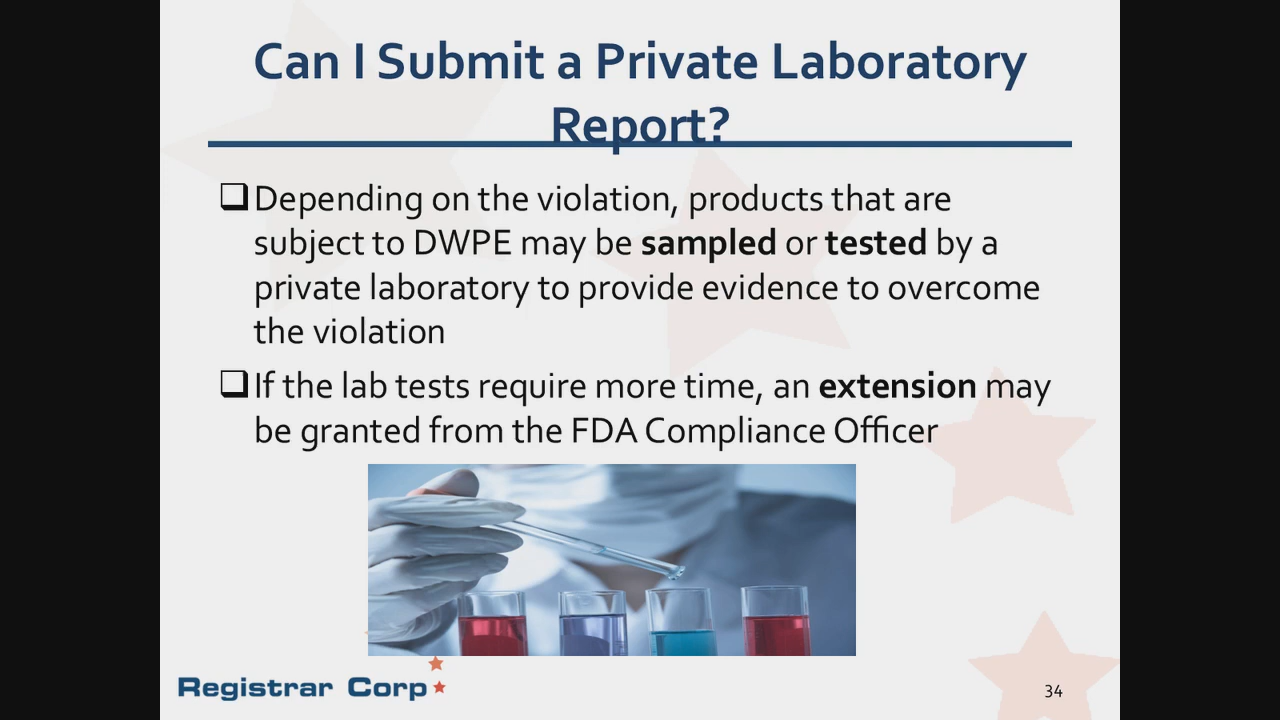 Can I Submit a Private Laboratory
Report?
Depending on the violation, products that are
subject to DWPE may be sampled or tested by a
private laboratory to provide evidence to overcome
the violation
If the lab tests require more time, an extension may
be granted from the FDA Compliance Officer
Registrar Corp
34